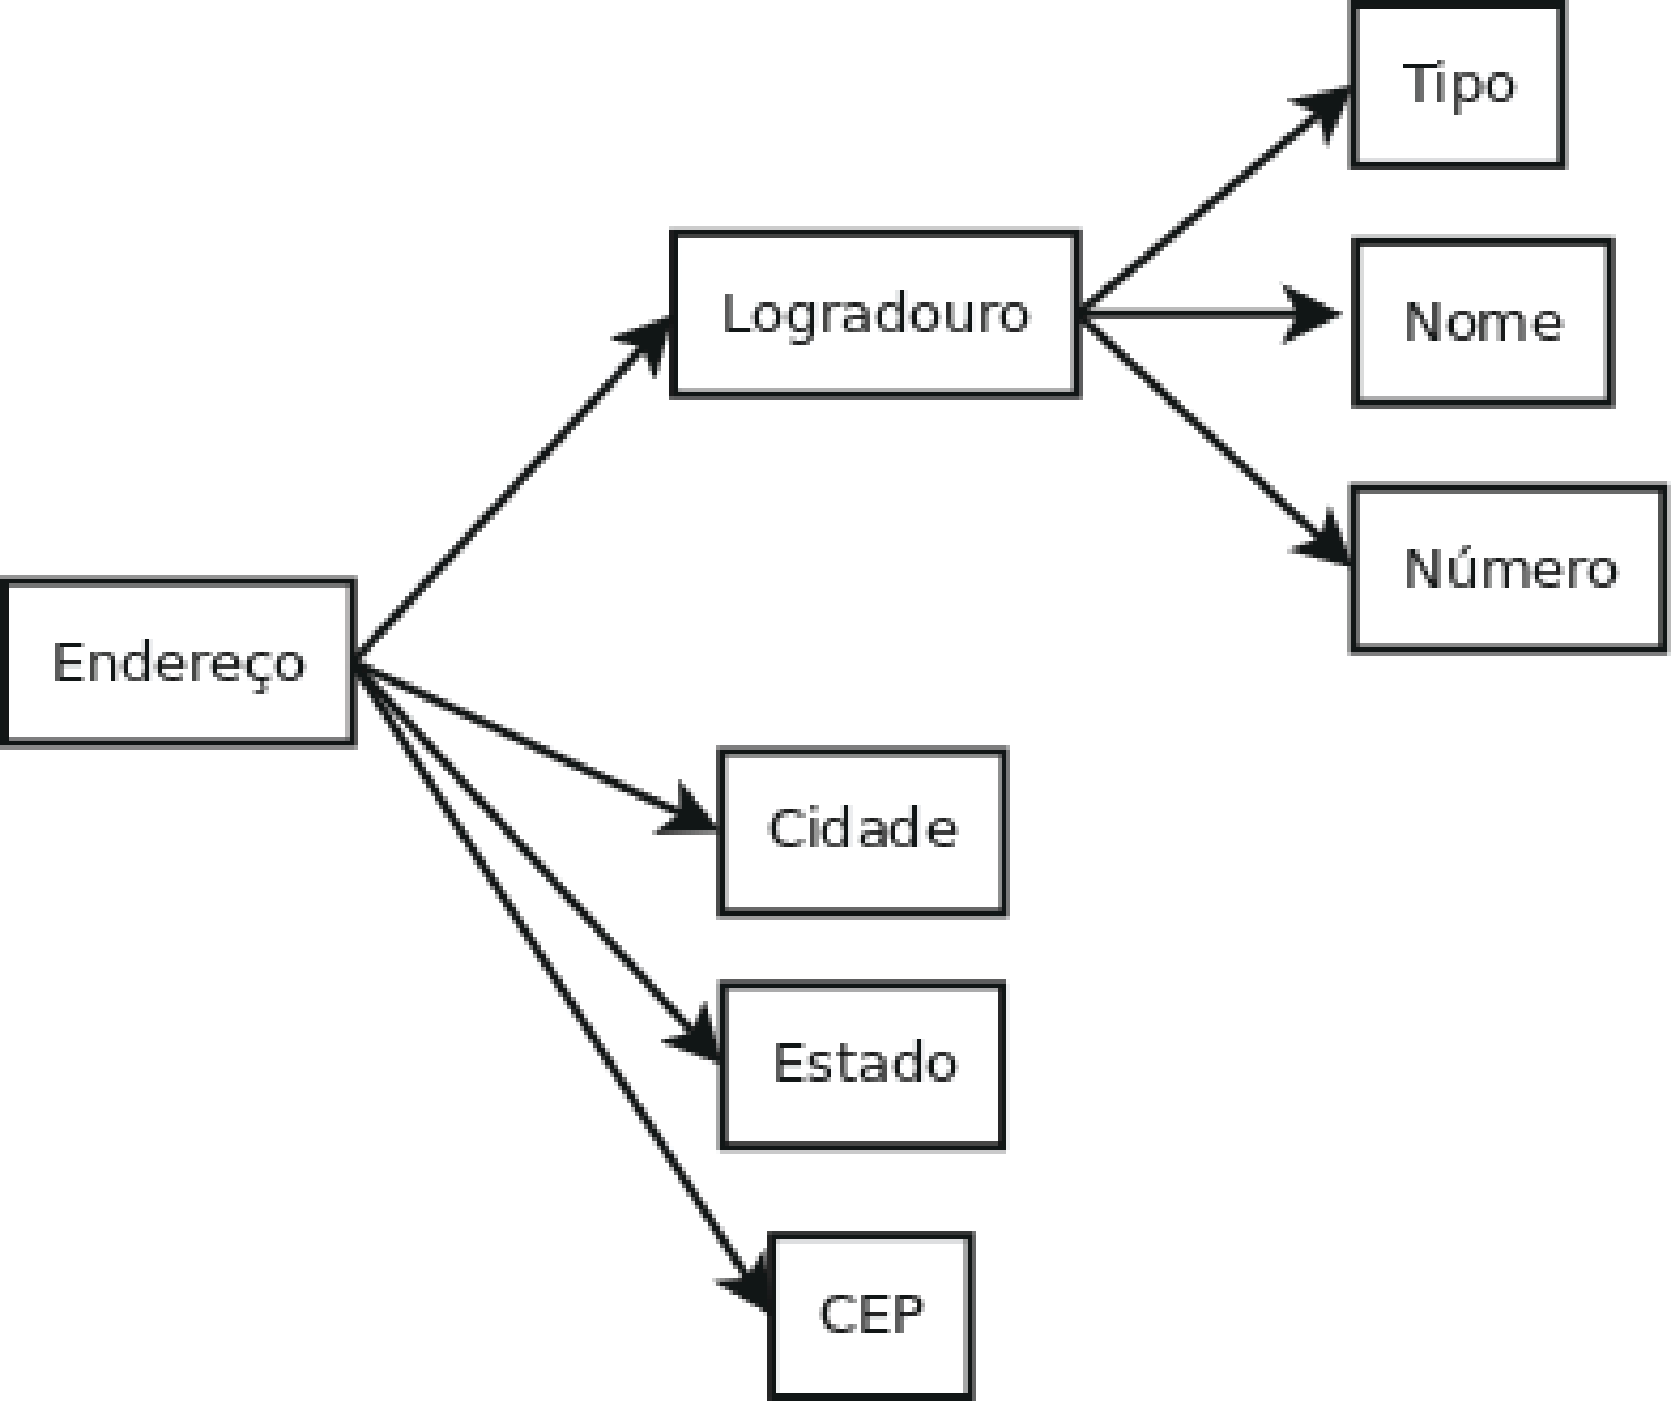 Tipo
Logradouro
Nome
Número
Endereço
Cidade
Estado
CEP